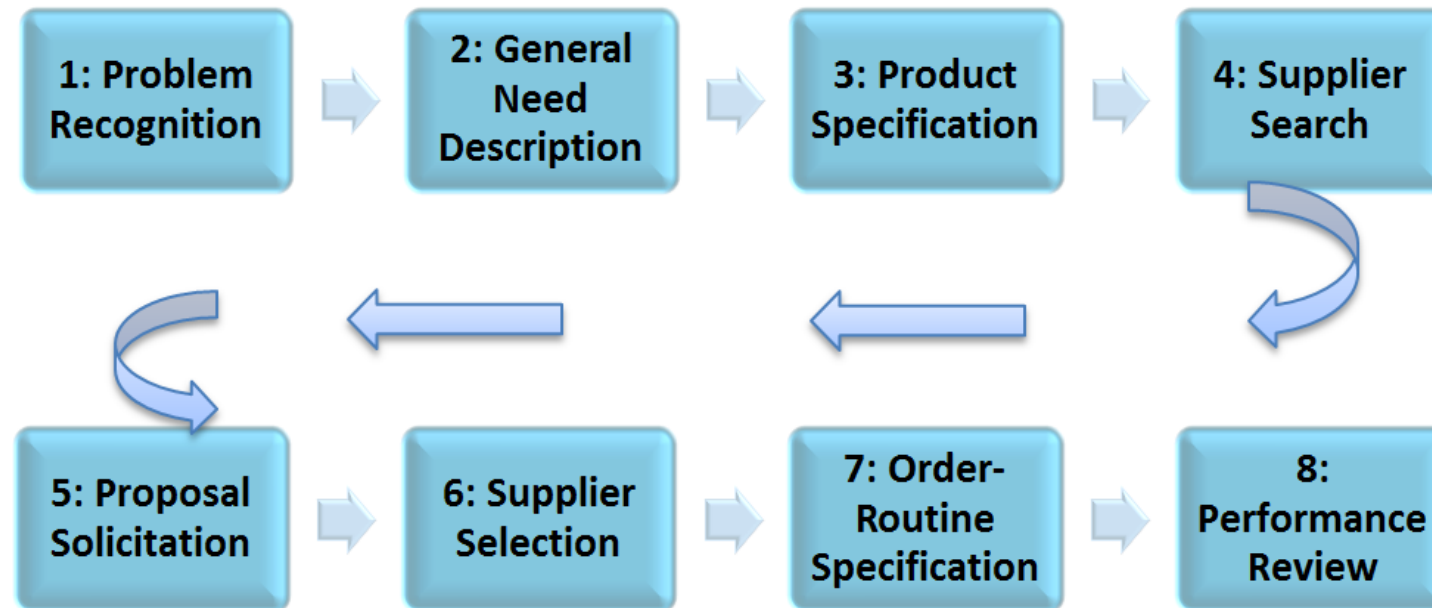 1: Problem
Recognition
2: General
Need
Description
3: Product
Specification
4: Supplier
Search
5: Proposal
Solicitation
6: Supplier
Selection
7: Order-
Routine
Specification
8:
Performance
Review